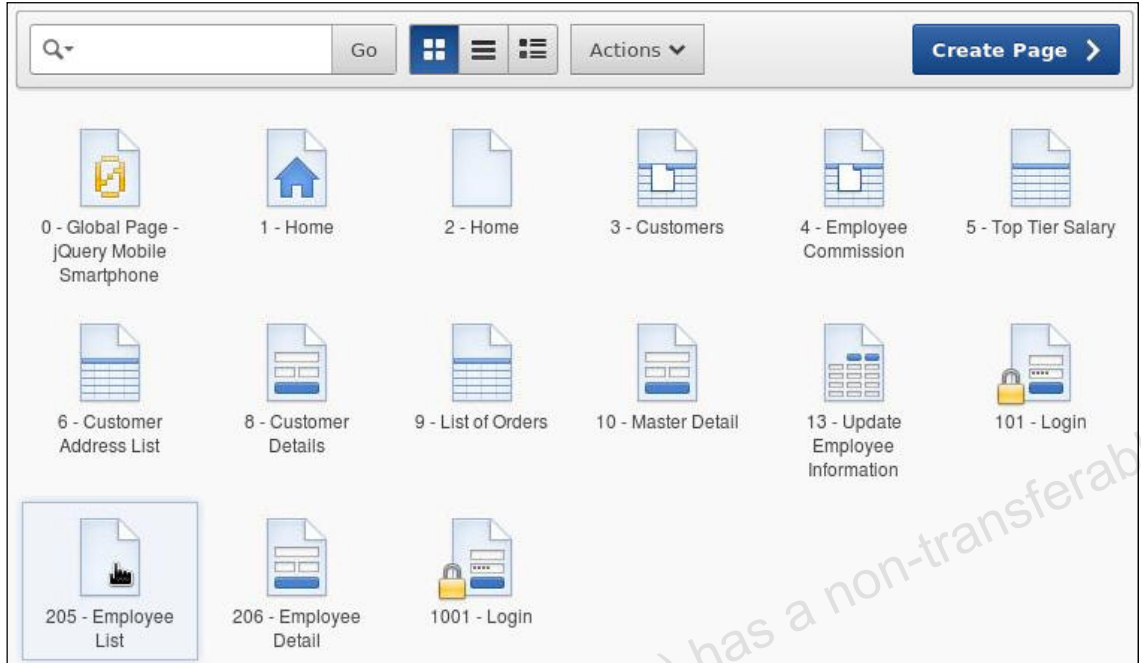 Go
Actions
Create Page
0 - Global Page -
jQuery Mobile
Smartphone
1 - Home
2 - Home
3 - Customers
4 - Employee
Commission
5 - Top Tier Salary
6 - Customer
Address List
8 - Customer
Details
9 - List of Orders
10 - Master Detail
13 - Update
Employee
Information
101 - Login
205 - Employee
List
206 - Employee
Detail
1001 - Login
) has a non-transferab